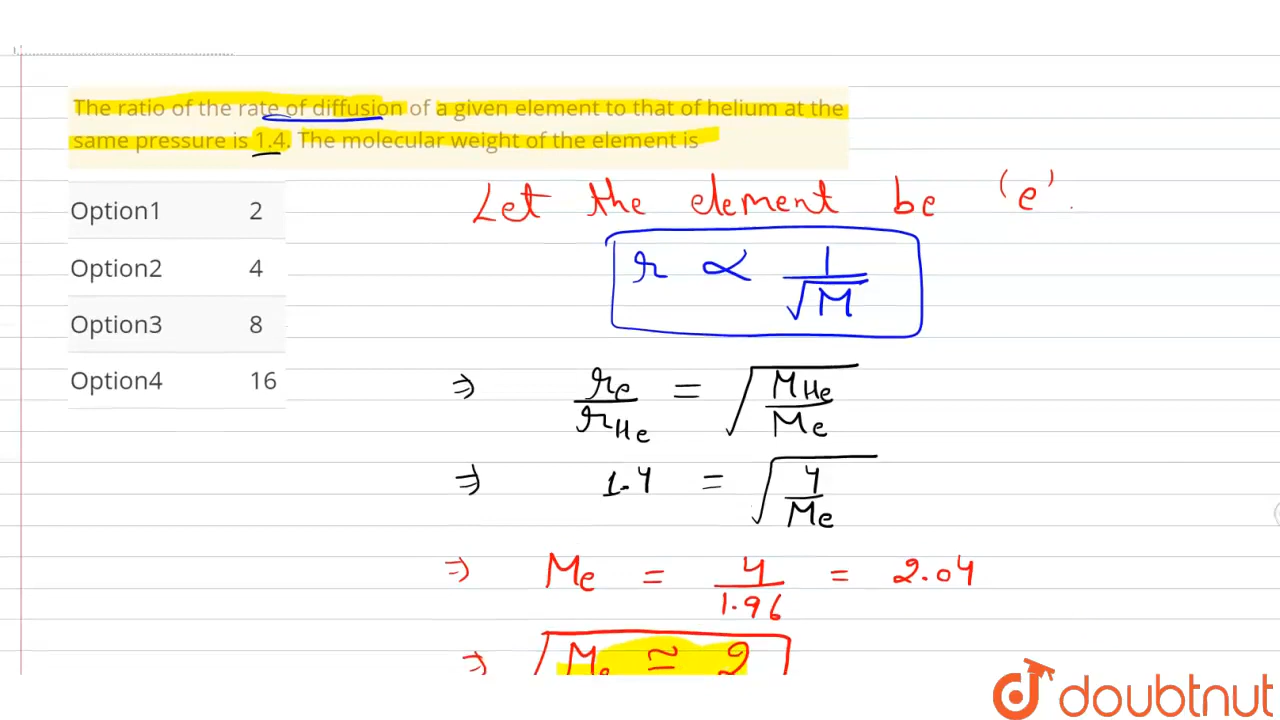 The ratio of the rate of diffusion of a given element to that of helium at the
same pressure is 1.4. The molecular weight of the element is
Option1 2
Option2 4
Option3 8
Option4 16
Let the element be 'e'.
r ∝ 1/√M
⇒ r_e/r_He = √(M_He/M_e)
⇒ 1.4 = √(4/M_e)
⇒ M_e = 4/1.96 = 2.04
⇒ M_e ≅ 2
doubtnut